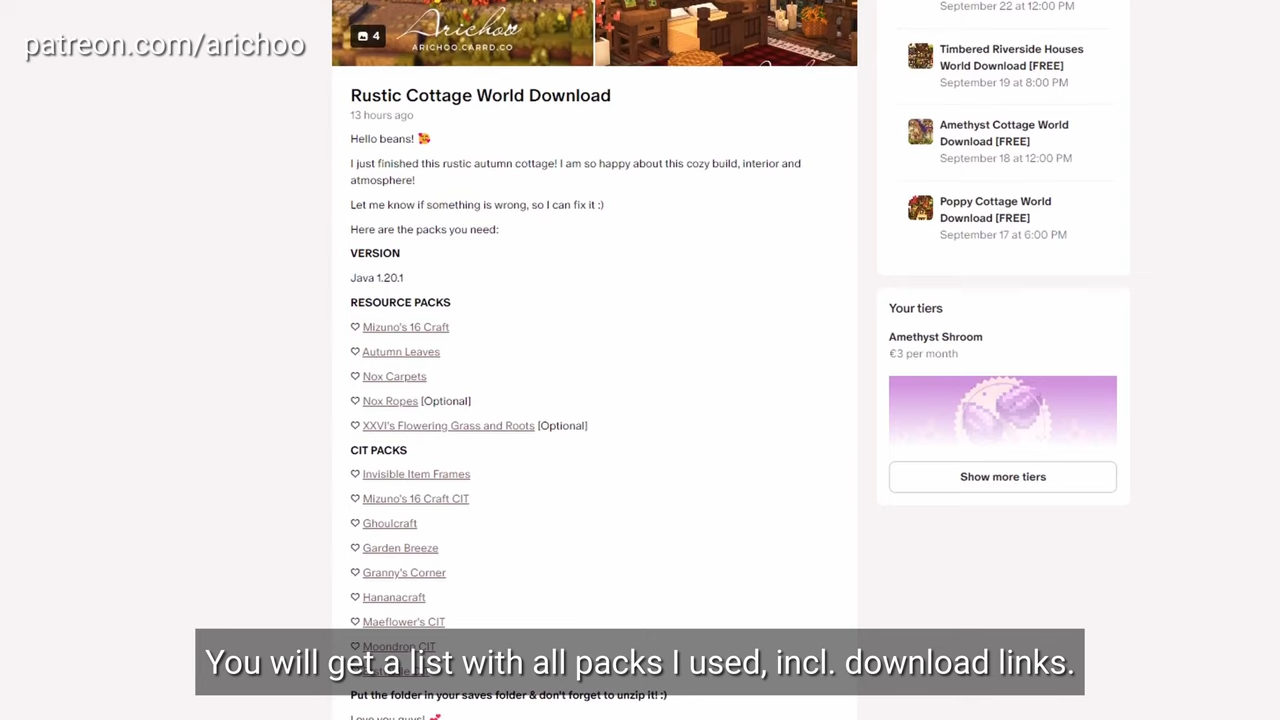 patreon.com/arichoo
4
Arichoo
ARICHOO.CARRD.CO
Rustic Cottage World Download
13 hours ago
Hello beans! 🥰
I just finished this rustic autumn cottage! I am so happy about this cozy build, interior and
atmosphere!
Let me know if something is wrong, so I can fix it :)
Here are the packs you need:
VERSION
Java 1.20.1
RESOURCE PACKS
♡ Mizuno's 16 Craft
♡ Autumn Leaves
♡ Nox Carpets
♡ Nox Ropes [Optional]
♡ XXVI's Flowering Grass and Roots [Optional]
CIT PACKS
♡ Invisible Item Frames
♡ Mizuno's 16 Craft CIT
♡ Ghoulcraft
♡ Garden Breeze
♡ Granny's Corner
♡ Hananacraft
♡ Maeflower's CIT
Moondrop CIT
You will get a list with all packs I used, incl. download links.
Put the folder in your saves folder & don't forget to unzip it! :)
Love you guys! 💕
September 22 at 12:00 PM
Timbered Riverside Houses
World Download [FREE]
September 19 at 8:00 PM
Amethyst Cottage World
Download [FREE]
September 18 at 12:00 PM
Poppy Cottage World
Download [FREE]
September 17 at 6:00 PM
Your tiers
Amethyst Shroom
€3 per month
Show more tiers